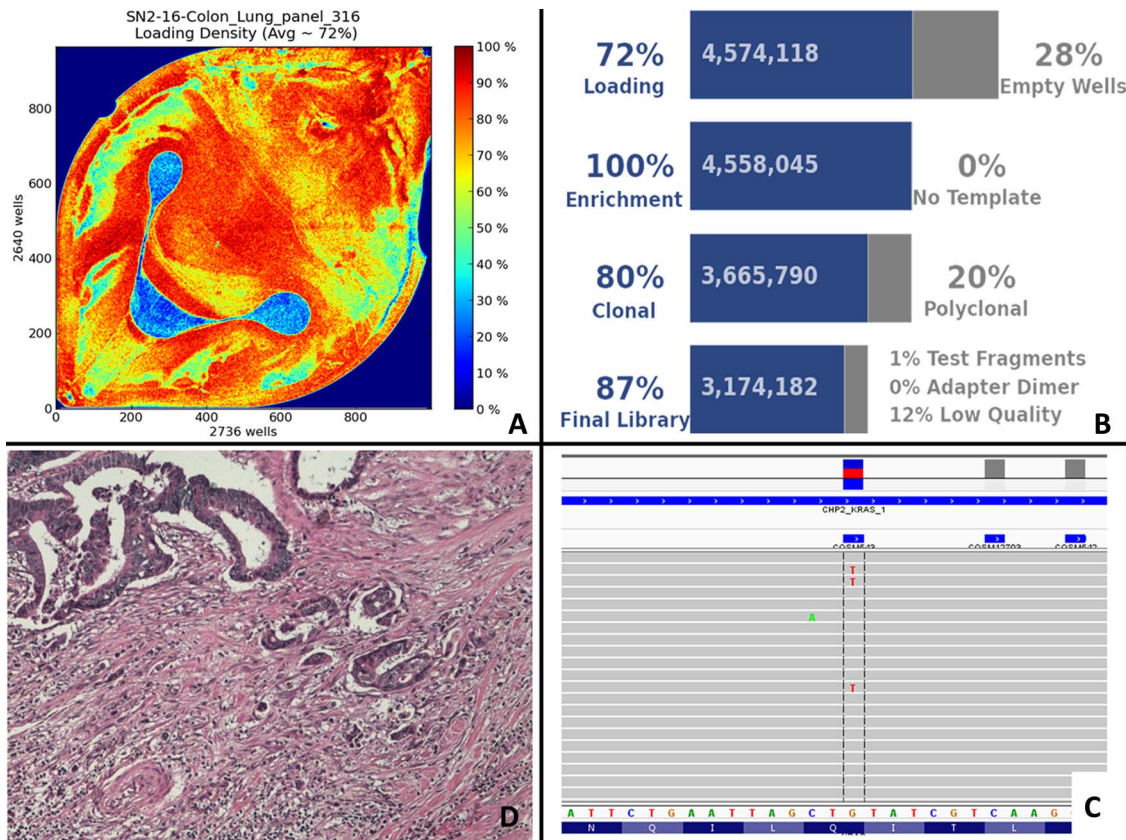 SN2-16-Colon_Lung_panel_316
Loading Density (Avg ~ 72%)
100 %
90 %
80 %
70 %
60 %
50 %
40 %
30 %
20 %
10 %
0 %
2640 wells
800
600
400
200
0
0 200 400 600 800
2736 wells
A
72%
Loading
4,574,118
28%
Empty Wells
100%
Enrichment
4,558,045
0%
No Template
80%
Clonal
3,665,790
20%
Polyclonal
87%
Final Library
3,174,182
1% Test Fragments
0% Adapter Dimer
12% Low Quality
B
D
CHP2_KRAS_1
COSM543 COSM12703 COSM542
T
T
A
T
A T T C T G A A T T A G C T G T A T C G T C A A G
N Q I L Q I T L
C